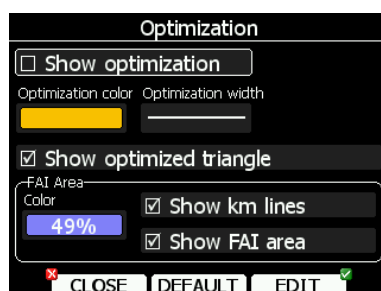 Optimization
Show optimization
Optimization color Optimization width
Show optimized triangle
FAI Area
Color
49%
Show km lines
Show FAI area
CLOSE DEFAULT EDIT